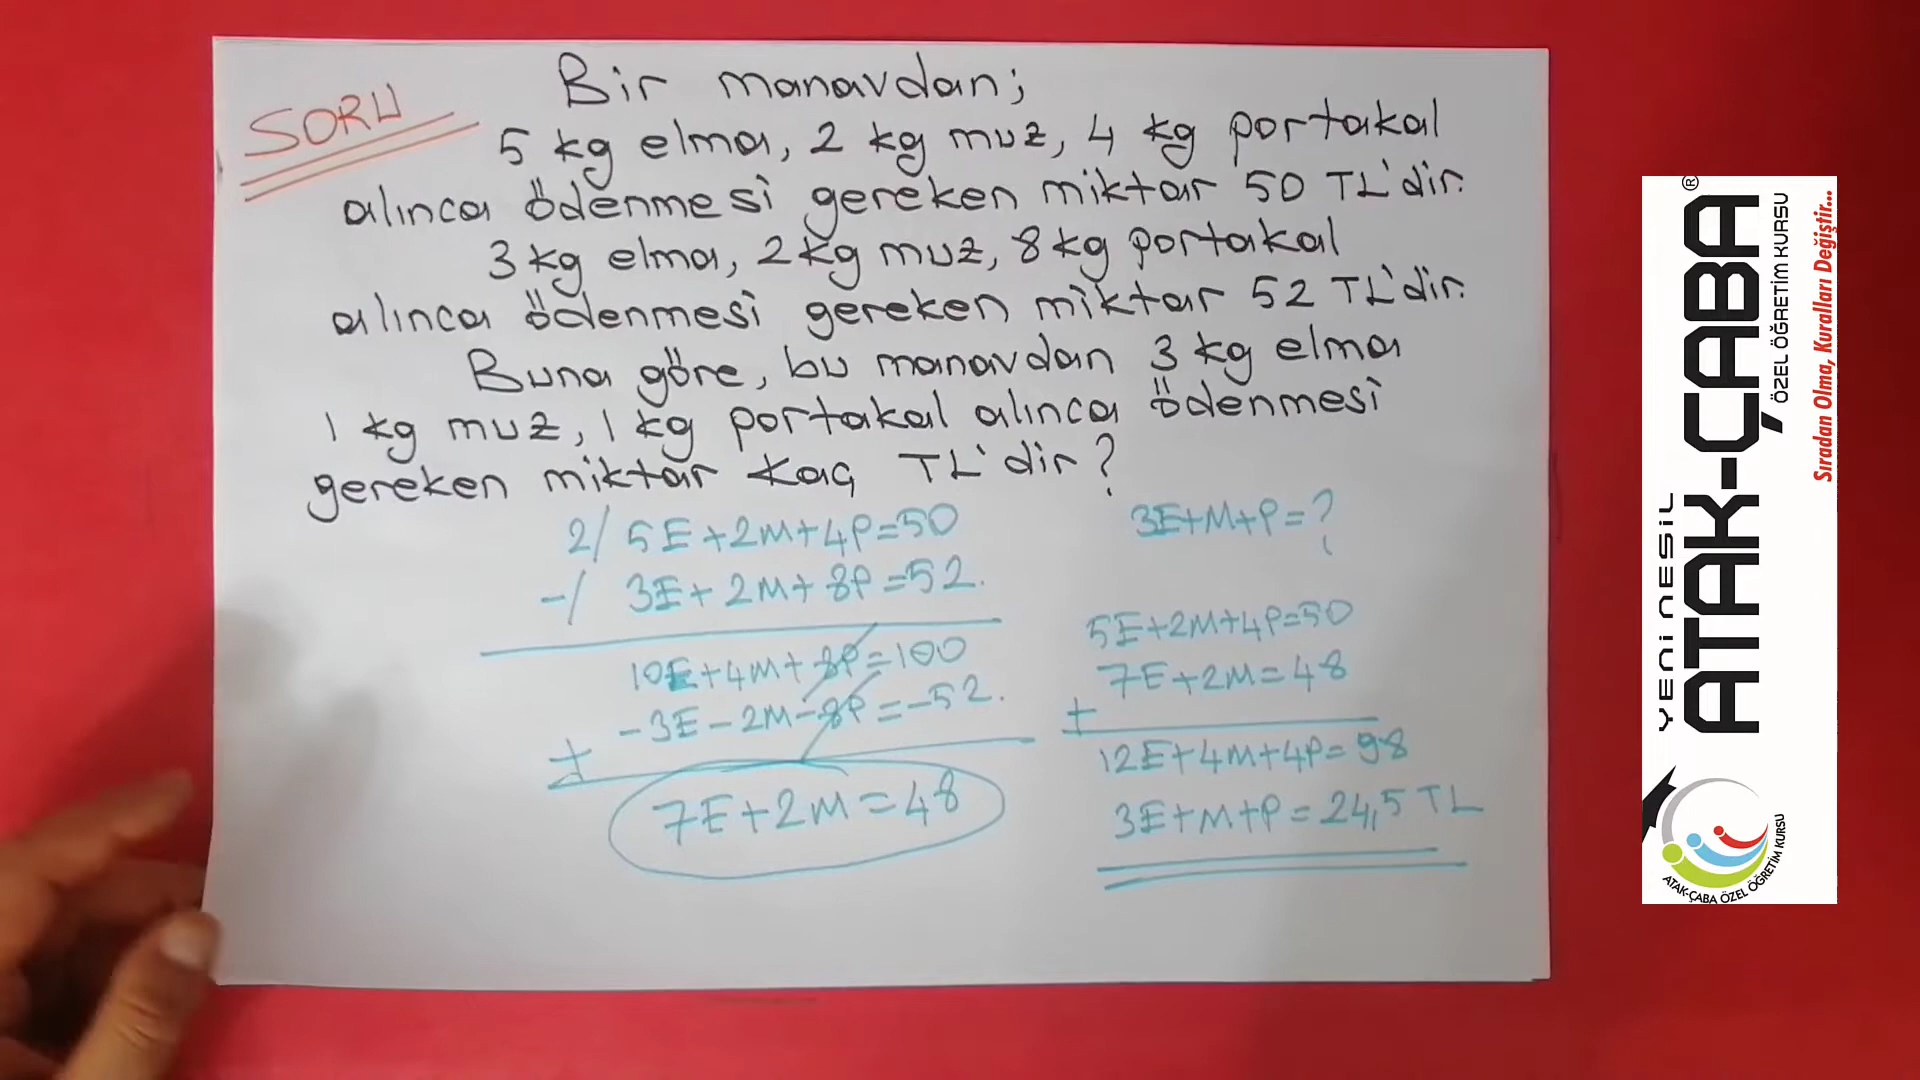 SORU
Bir manavdan;
5 kg elma, 2 kg muz, 4 kg portakal
alınca ödenmesi gereken miktar 50 TL'dir.
3 kg elma, 2 kg muz, 8 kg portakal
alınca ödenmesi gereken miktar 52 TL'dir.
Buna göre, bu manavdan 3 kg elma
1 kg muz, 1 kg portakal alınca ödenmesi
gereken miktar kaç TL'dir?
2/ 5E+2M+4P=50
-/ 3E+2M+8P=52.
10E+4M+8P=100
-3E-2M-8P=-52.
+
7E+2M=48
3E+M+P=?
5E+2M+4P=50
7E+2M=48
+
12E+4M+4P=98
3E+M+P=24,5 TL
YENİ NESİL
ATAK-ÇABA®
ÖZEL ÖĞRETİM KURSU
Sıradan Olma, Kuralları Değiştir...
ATAK-ÇABA ÖZEL ÖĞRETİM KURSU